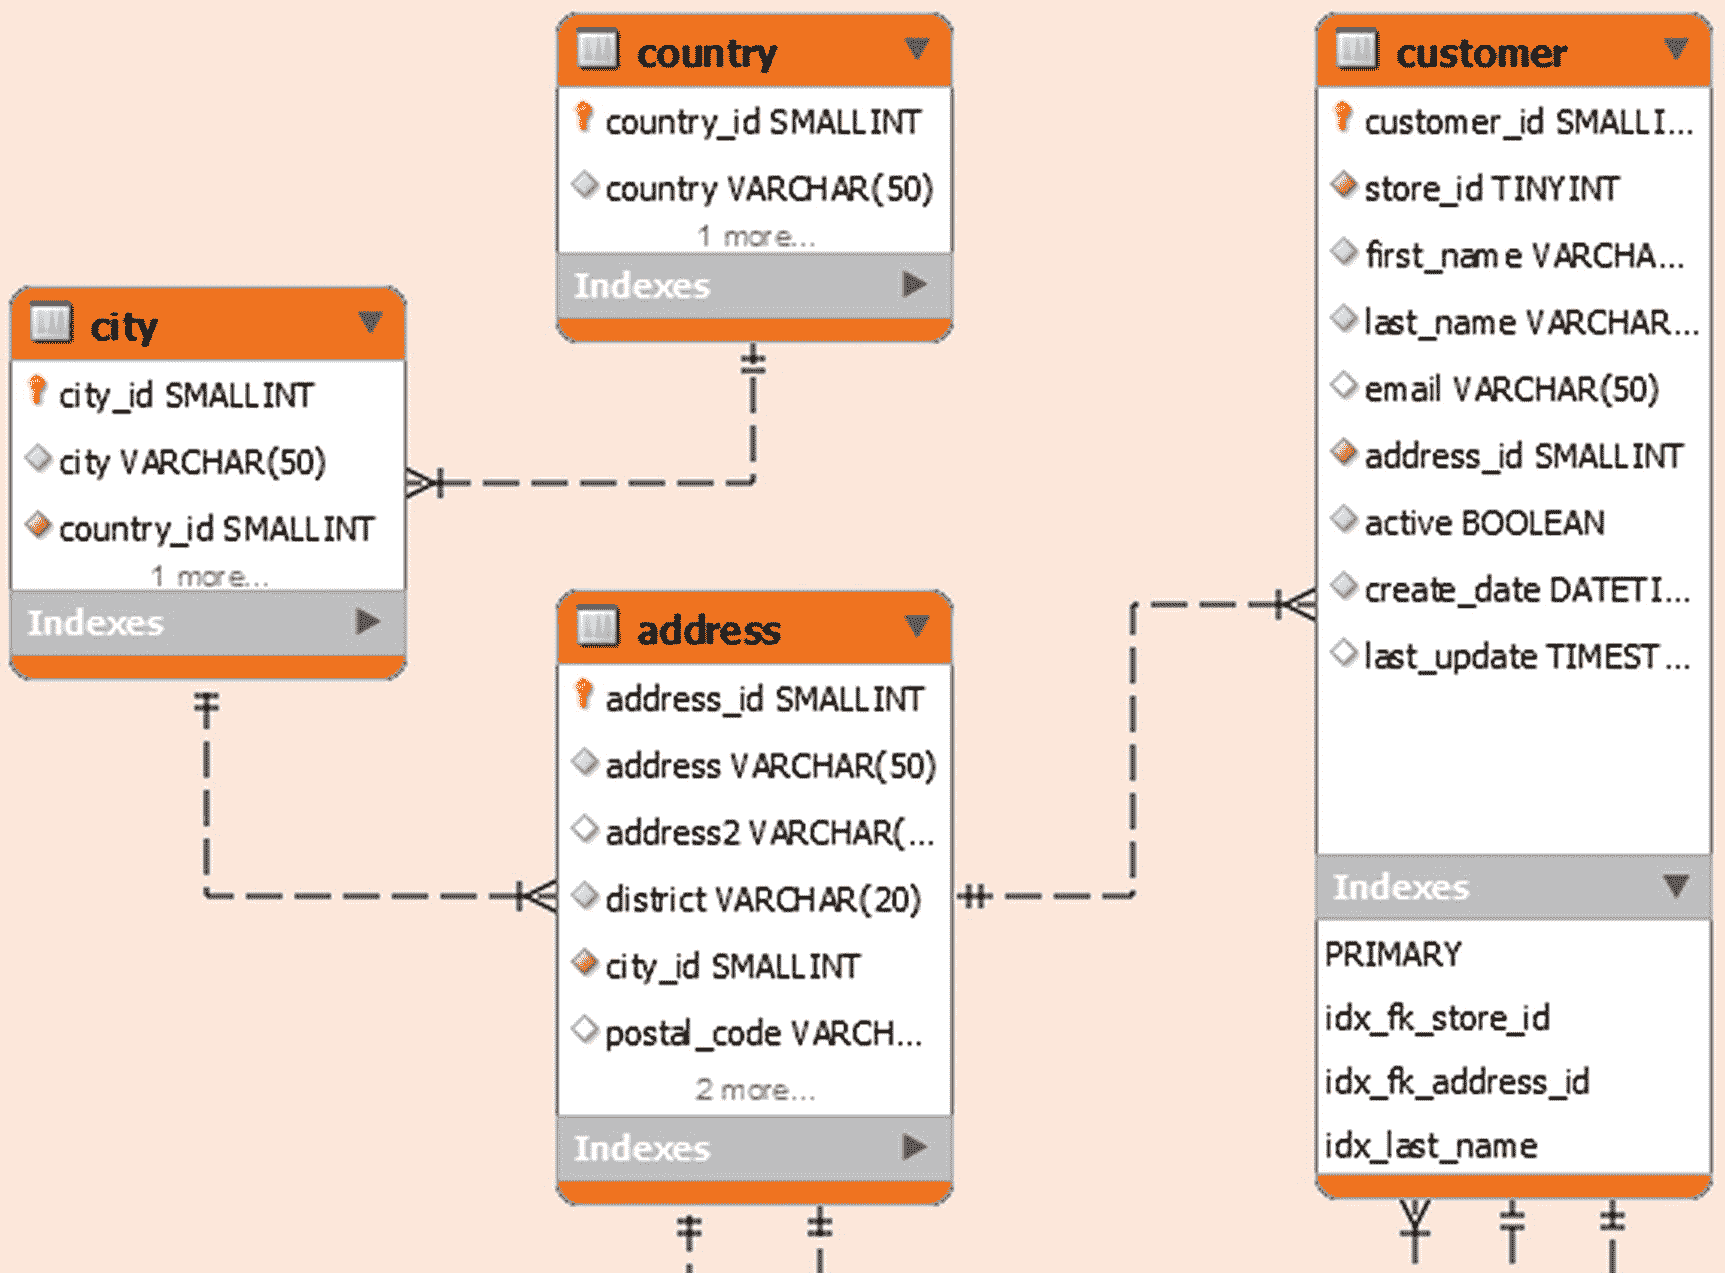 country
country_id SMALLINT
country VARCHAR(50)
1 more...
Indexes
customer
customer_id SMALLI...
store_id TINYINT
first_name VARCHA...
last_name VARCHAR...
email VARCHAR(50)
address_id SMALLINT
active BOOLEAN
create_date DATETI...
last_update TIMEST...
Indexes
PRIMARY
idx_fk_store_id
idx_fk_address_id
idx_last_name
city
city_id SMALLINT
city VARCHAR(50)
country_id SMALLINT
1 more...
Indexes
address
address_id SMALLINT
address VARCHAR(50)
address2 VARCHAR(...
district VARCHAR(20)
city_id SMALLINT
postal_code VARCH...
2 more...
Indexes